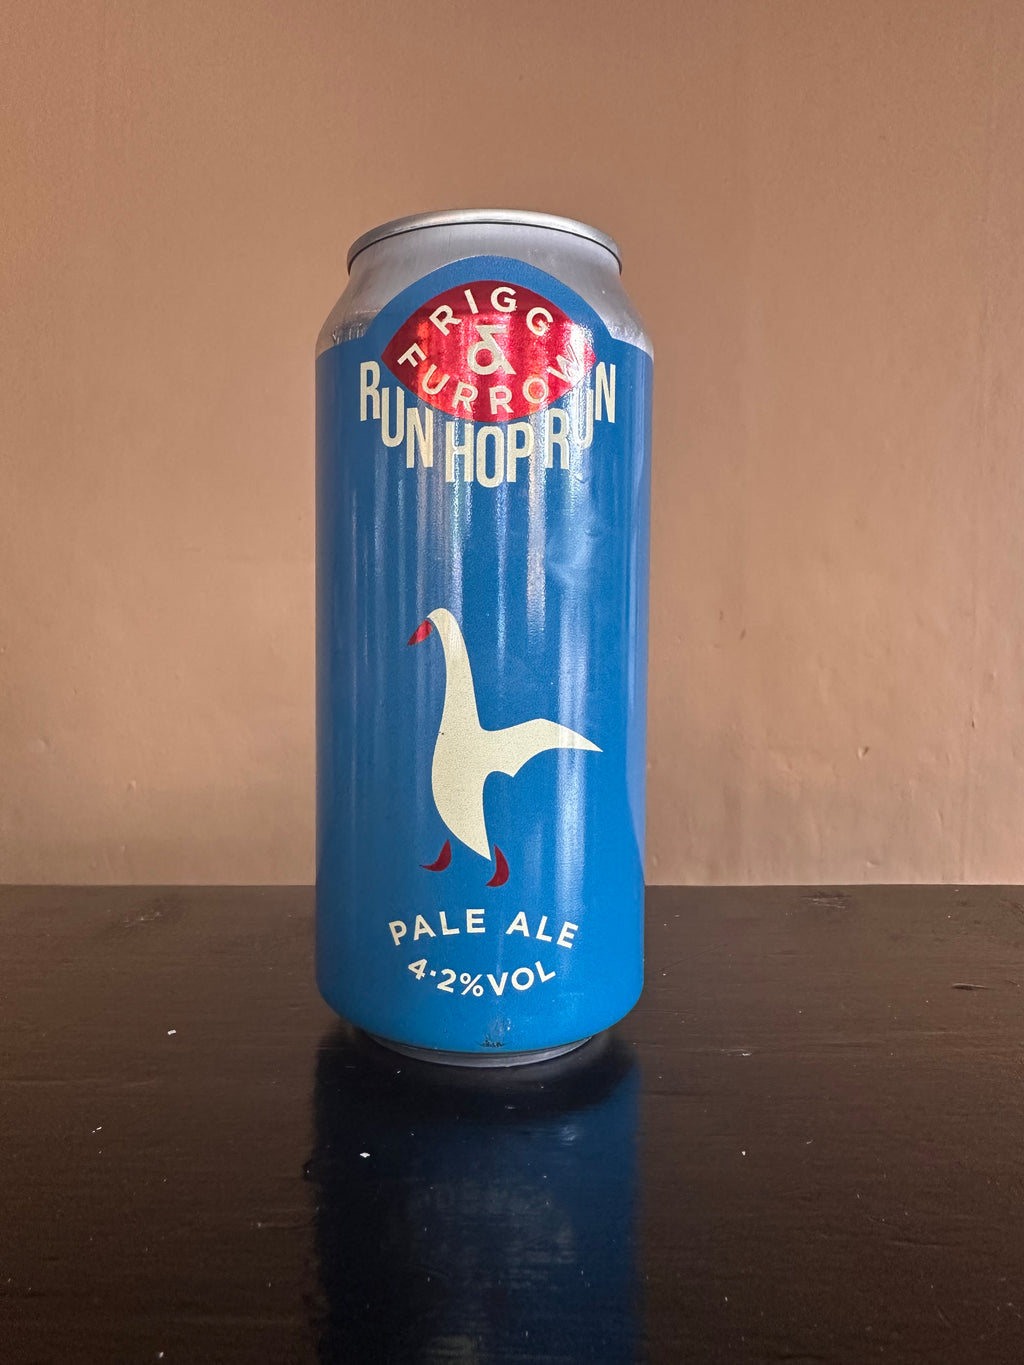 RIGG
&
FURROW
RUN HOP RUN
PALE ALE
4.2%VOL